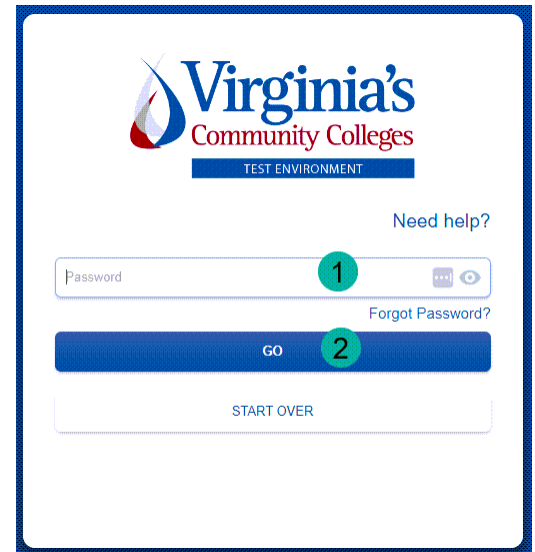 Virginia's
Community Colleges
TEST ENVIRONMENT
Need help?
Password 1
Forgot Password?
GO 2
START OVER